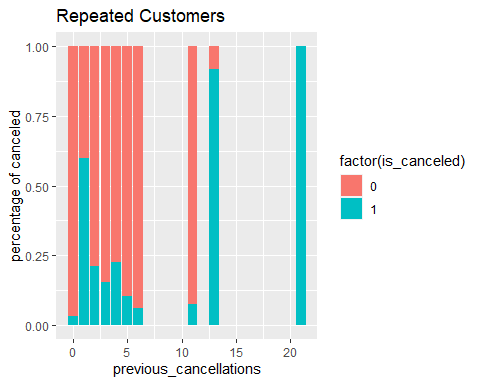 Repeated Customers
percentage of canceled
1.00
0.75
0.50
0.25
0.00
0 5 10 15 20
previous_cancellations
factor(is_canceled)
0
1